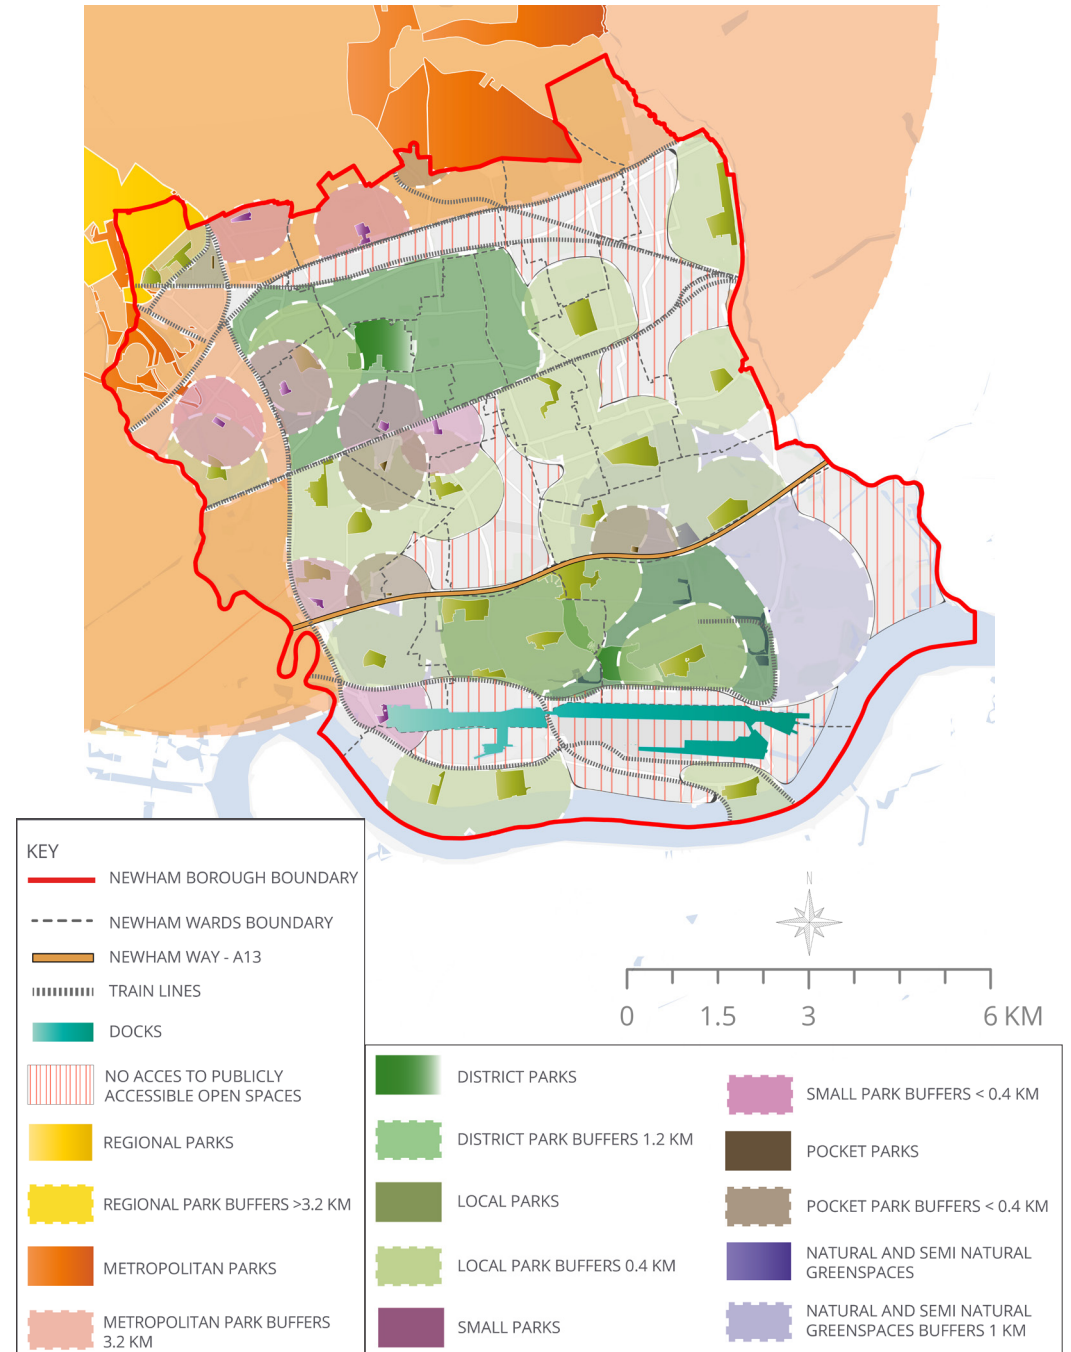 KEY
NEWHAM BOROUGH BOUNDARY
NEWHAM WARDS BOUNDARY
NEWHAM WAY - A13
TRAIN LINES
DOCKS
NO ACCES TO PUBLICLY
ACCESSIBLE OPEN SPACES
REGIONAL PARKS
REGIONAL PARK BUFFERS >3.2 KM
METROPOLITAN PARKS
METROPOLITAN PARK BUFFERS
3.2 KM
N
0 1.5 3 6 KM
DISTRICT PARKS
DISTRICT PARK BUFFERS 1.2 KM
LOCAL PARKS
LOCAL PARK BUFFERS 0.4 KM
SMALL PARKS
SMALL PARK BUFFERS < 0.4 KM
POCKET PARKS
POCKET PARK BUFFERS < 0.4 KM
NATURAL AND SEMI NATURAL
GREENSPACES
NATURAL AND SEMI NATURAL
GREENSPACES BUFFERS 1 KM